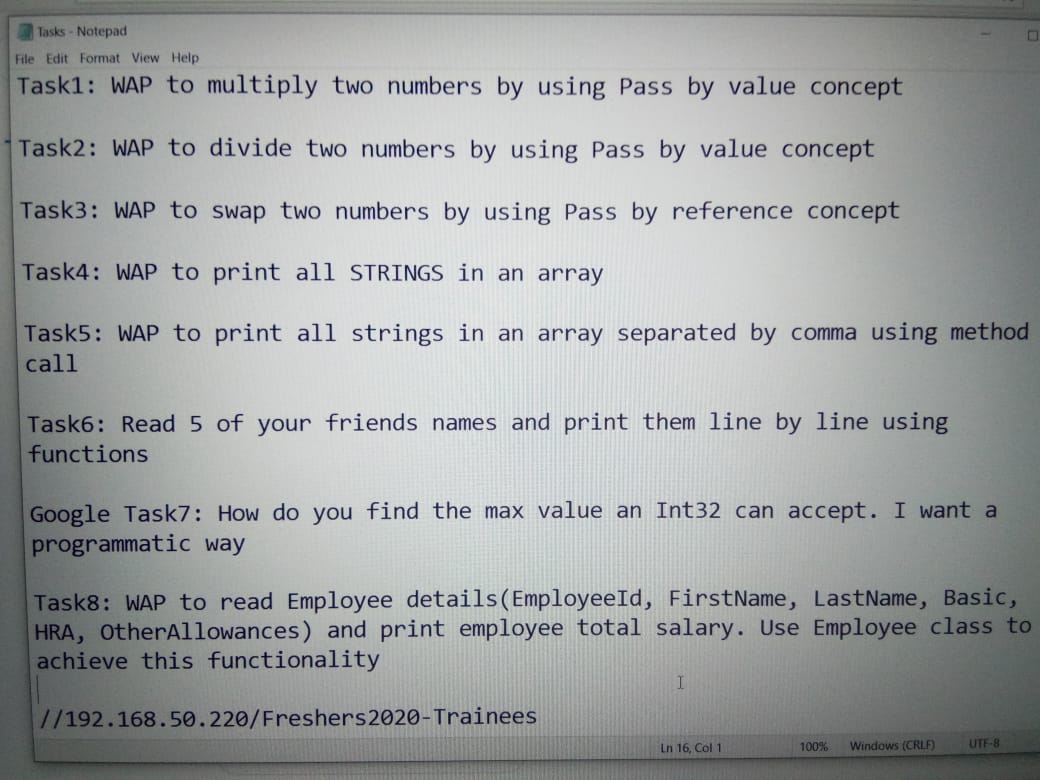 Tasks - Notepad
File Edit Format View Help
Task1: WAP to multiply two numbers by using Pass by value concept
Task2: WAP to divide two numbers by using Pass by value concept
Task3: WAP to swap two numbers by using Pass by reference concept
Task4: WAP to print all STRINGS in an array
Task5: WAP to print all strings in an array separated by comma using method
call
Task6: Read 5 of your friends names and print them line by line using
functions
Google Task7: How do you find the max value an Int32 can accept. I want a
programmatic way
Task8: WAP to read Employee details(EmployeeId, FirstName, LastName, Basic,
HRA, OtherAllowances) and print employee total salary. Use Employee class to
achieve this functionality
//192.168.50.220/Freshers2020-Trainees
Ln 16, Col 1 100% Windows (CRLF) UTF-8